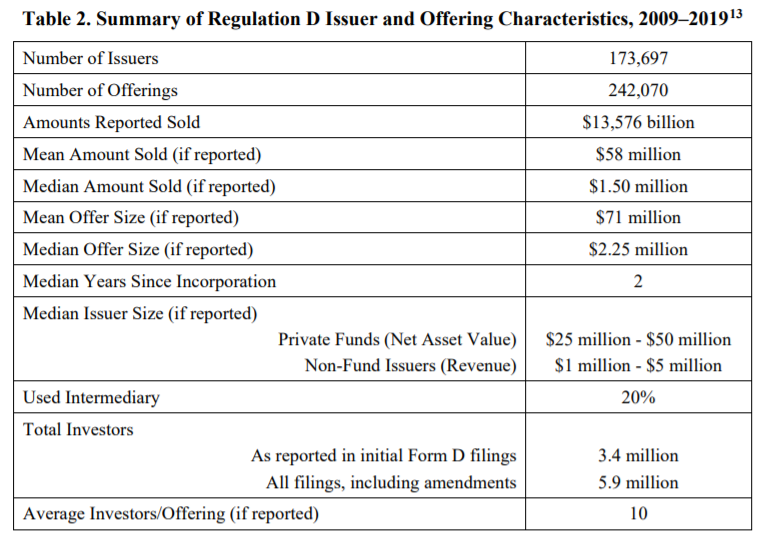 Table 2. Summary of Regulation D Issuer and Offering Characteristics, 2009–2019¹³
Number of Issuers 173,697
Number of Offerings 242,070
Amounts Reported Sold $13,576 billion
Mean Amount Sold (if reported) $58 million
Median Amount Sold (if reported) $1.50 million
Mean Offer Size (if reported) $71 million
Median Offer Size (if reported) $2.25 million
Median Years Since Incorporation 2
Median Issuer Size (if reported)
Private Funds (Net Asset Value) $25 million - $50 million
Non-Fund Issuers (Revenue) $1 million - $5 million
Used Intermediary 20%
Total Investors
As reported in initial Form D filings 3.4 million
All filings, including amendments 5.9 million
Average Investors/Offering (if reported) 10